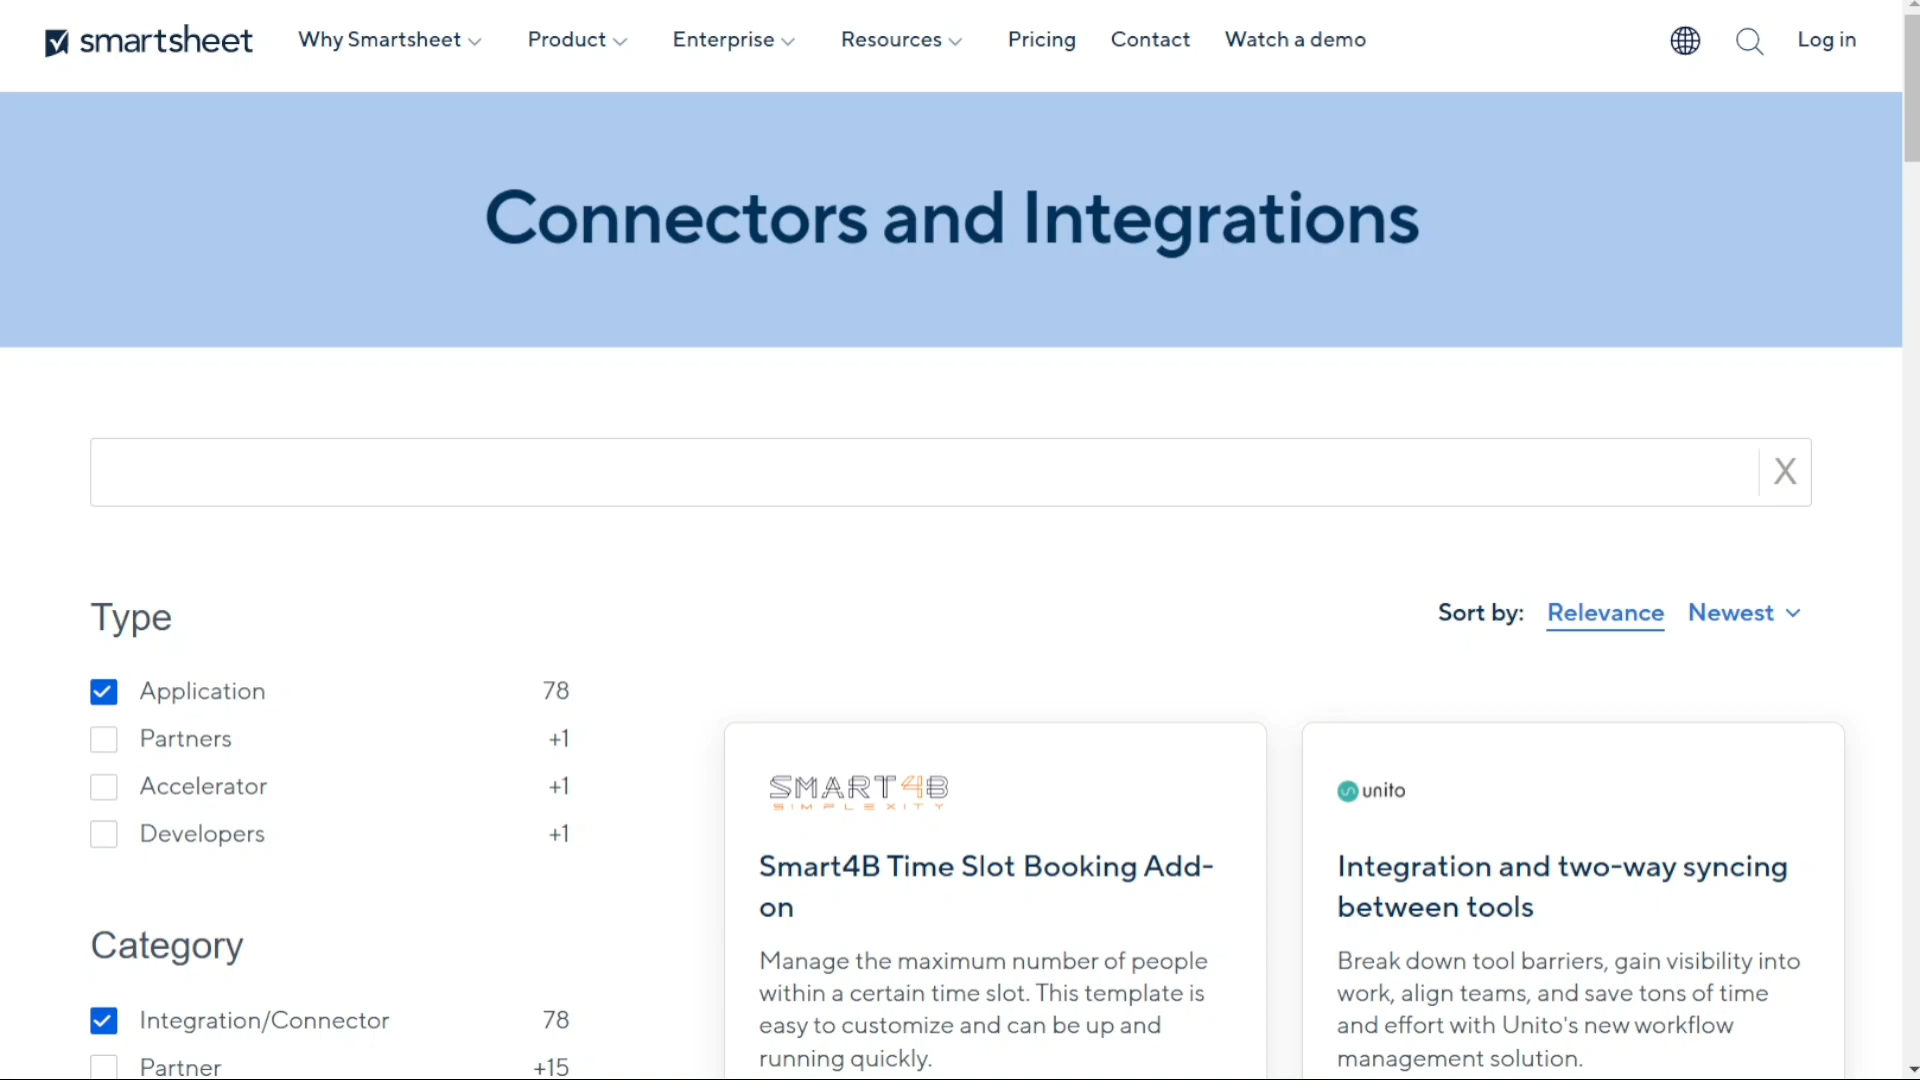 smartsheet
Why Smartsheet
Product
Enterprise
Resources
Pricing
Contact
Watch a demo
Log in
Connectors and Integrations
X
Type
Sort by: Relevance Newest
Application 78
Partners +1
Accelerator +1
Developers +1
Category
Integration/Connector 78
Partner +15
SMART4B
SIMPLEXITY
Smart4B Time Slot Booking Add-
on
Manage the maximum number of people
within a certain time slot. This template is
easy to customize and can be up and
running quickly.
unito
Integration and two-way syncing
between tools
Break down tool barriers, gain visibility into
work, align teams, and save tons of time
and effort with Unito's new workflow
management solution.